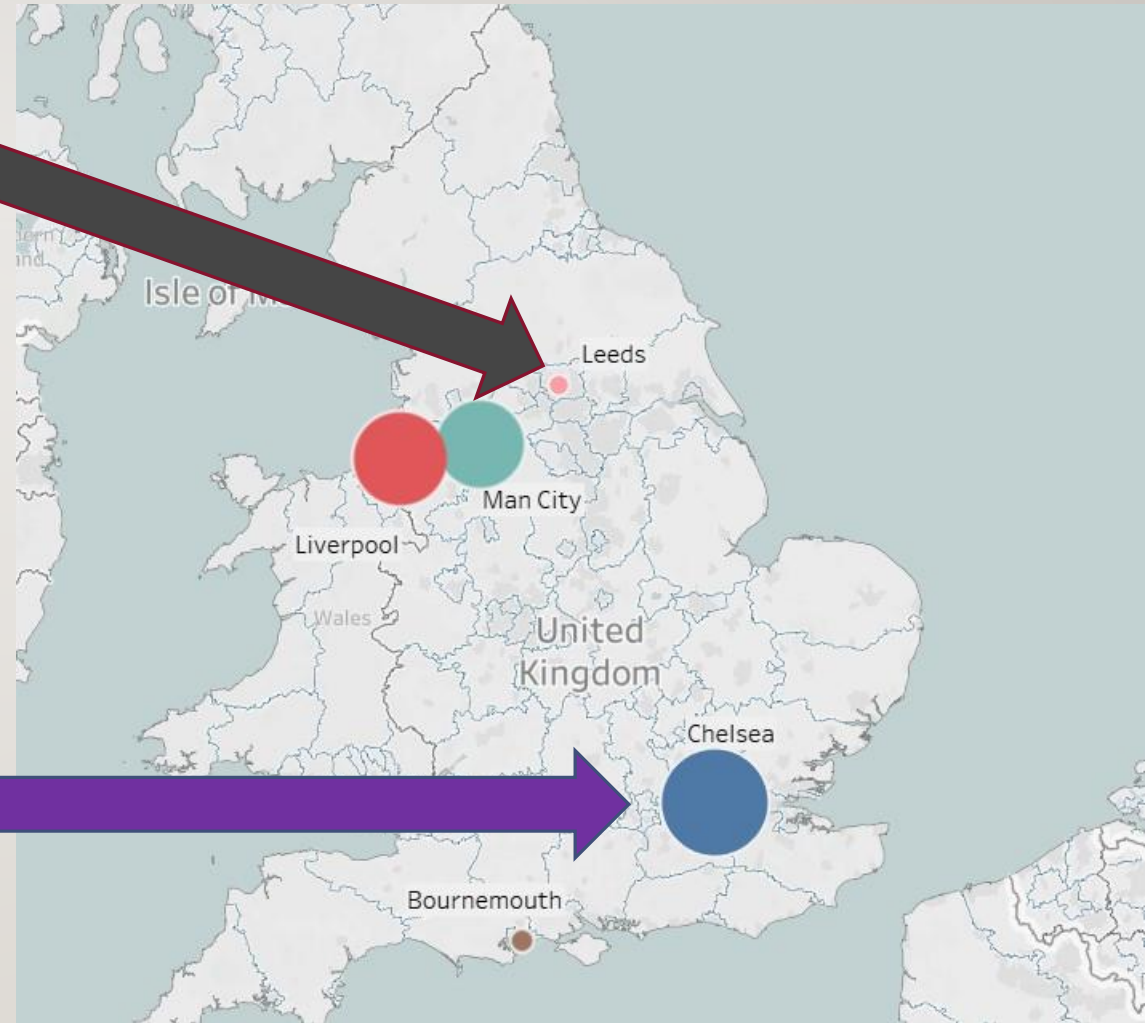 Isle of
Leeds
Man City
Liverpool
Wales
United
Kingdom
Chelsea
Bournemouth